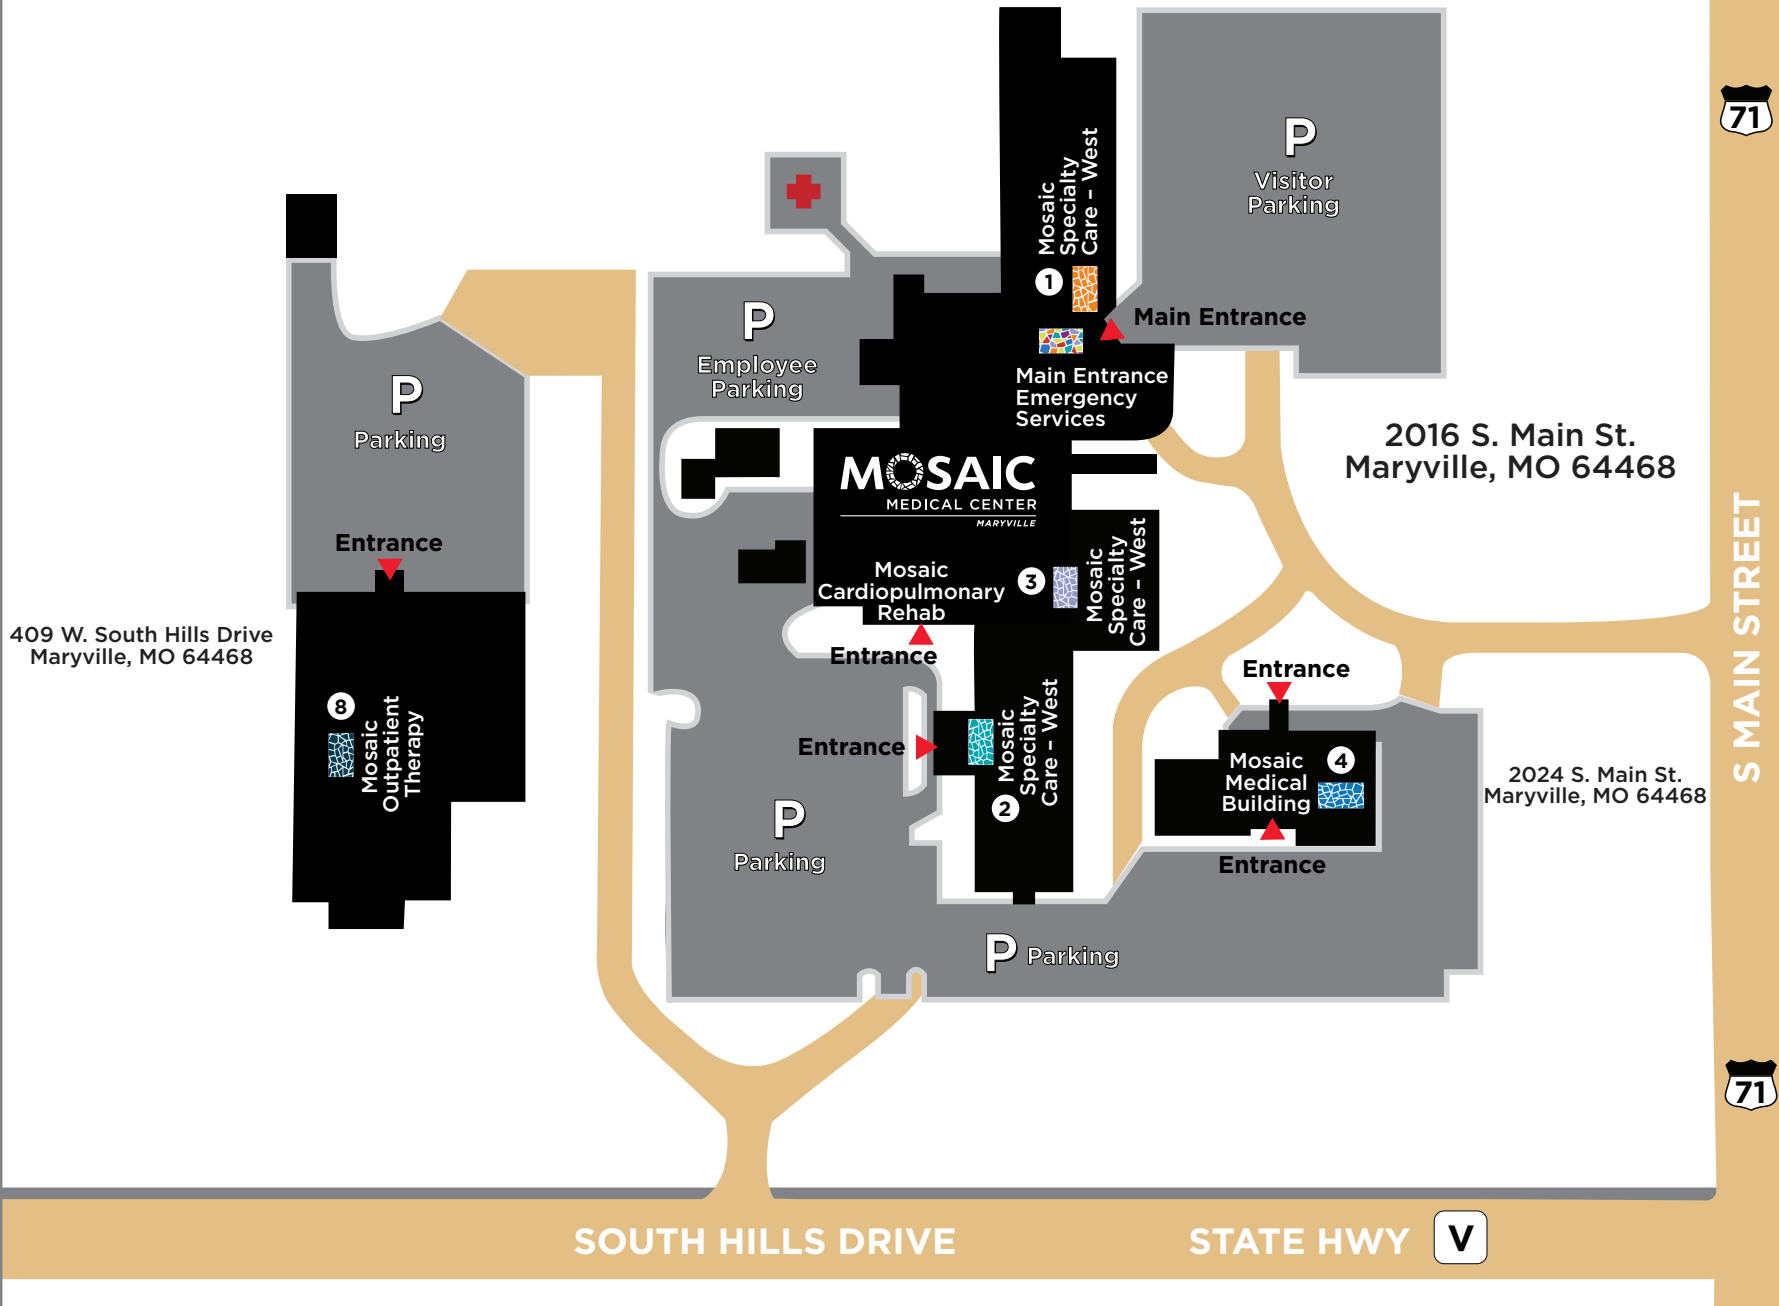 71
P
Visitor
Parking
Mosaic
Specialty
Care – West
1
Main Entrance
Main Entrance
Emergency
Services
P
Employee
Parking
P
Parking
2016 S. Main St.
Maryville, MO 64468
MOSAIC
MEDICAL CENTER
MARYVILLE
Entrance
Mosaic
Cardiopulmonary
Rehab
Entrance
3
Mosaic
Specialty
Care – West
409 W. South Hills Drive
Maryville, MO 64468
8
Mosaic
Outpatient
Therapy
Entrance
Mosaic
Specialty
Care – West
2
Entrance
Mosaic
Medical
Building
4
Entrance
2024 S. Main St.
Maryville, MO 64468
S MAIN STREET
P
Parking
P Parking
71
SOUTH HILLS DRIVE
STATE HWY V